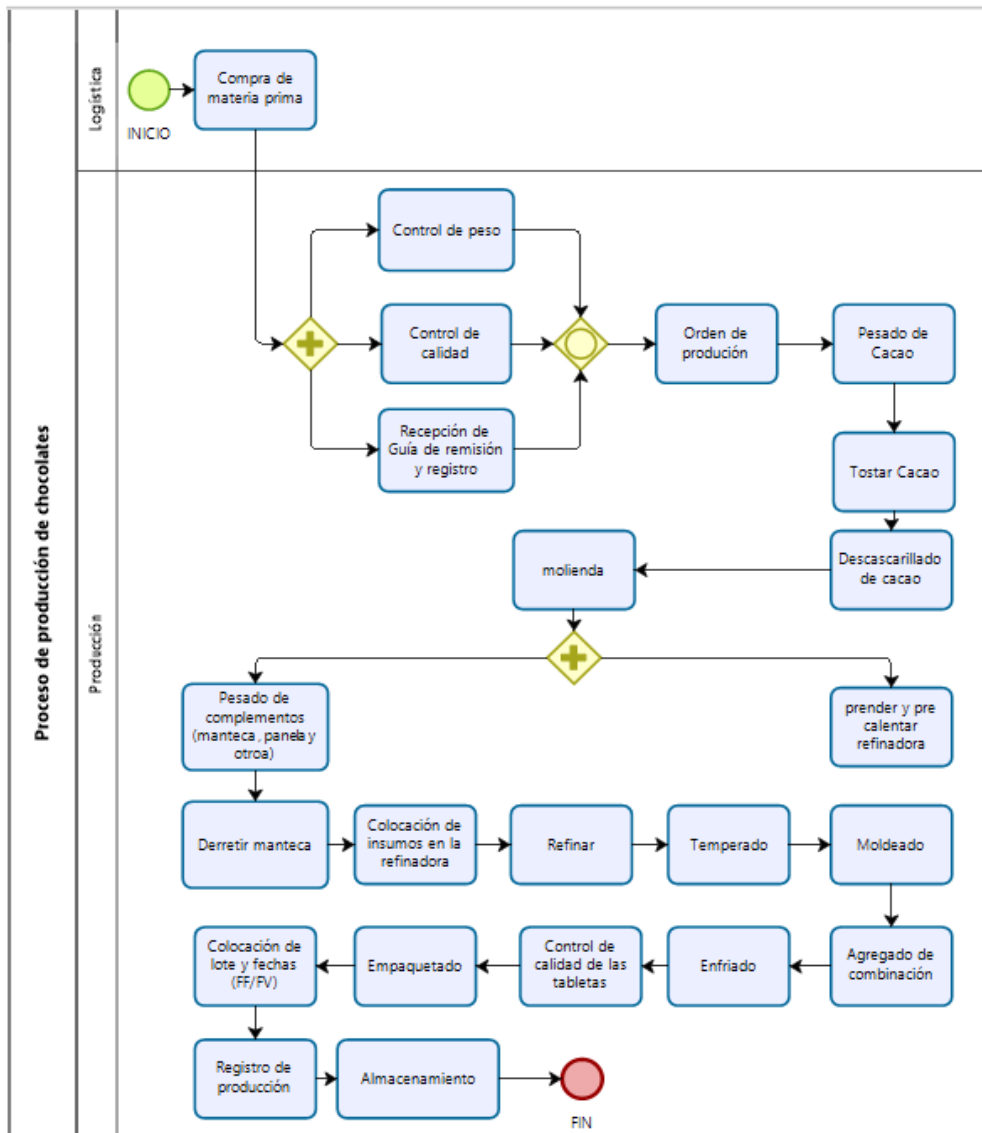 Proceso de producción de chocolates
Logística
INICIO
Compra de
materia prima
Producción
Control de peso
Control de
calidad
Recepción de
Guía de remisión
y registro
Orden de
produción
Pesado de
Cacao
Tostar Cacao
Descascarillado
de cacao
molienda
Pesado de
complementos
(manteca, panela y
otroa)
prender y pre
calentar
refinadora
Derretir manteca
Colocación de
insumos en la
refinadora
Refinar
Temperado
Moldeado
Agregado de
combinación
Enfriado
Control de
calidad de las
tabletas
Empaquetado
Colocación de
lote y fechas
(FF/FV)
Registro de
producción
Almacenamiento
FIN